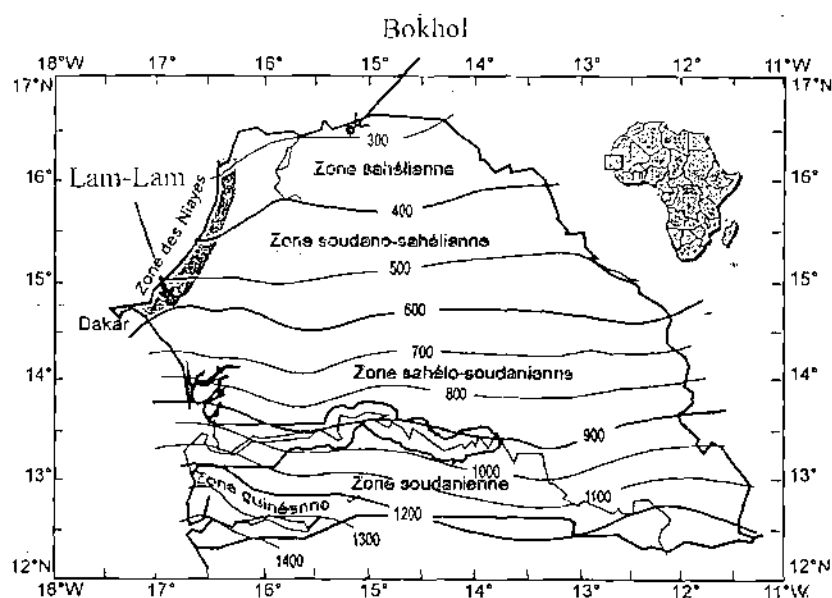 Bokhol
18° W 17° 16° 15° 14° 13° 12° 11° W
17° N 17° N
300
Zone sahélienne
16° 16°
Lam-Lam
400
Zone des Niayes
Zone soudano-sahélienne
500
15° 15°
600
Dakar
700
Zone sahélo-soudanienne
14° 14°
800
900
1000
13° 13°
Zone soudanienne
1100
Zone guinéenne
1200
1300
1400
12° N 12° N
18° W 17° 16° 15° 14° 13° 12° 11° W